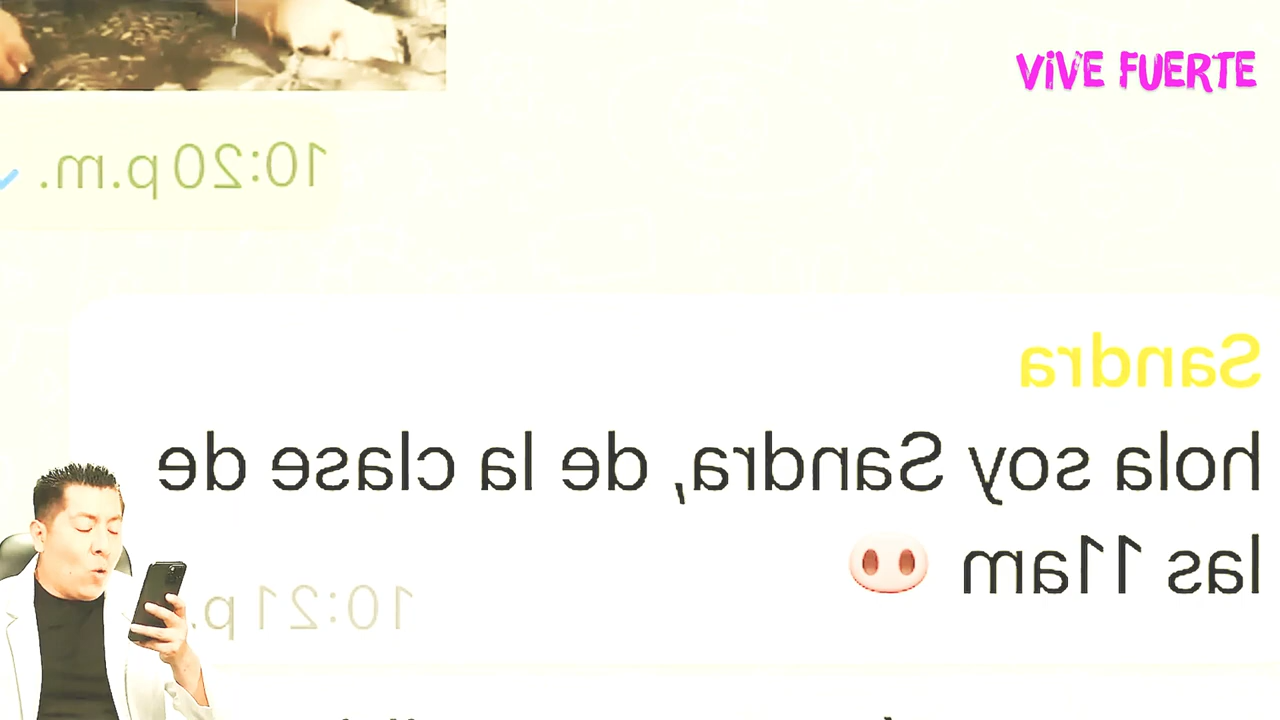 ViVE FUERTE
10:20 p.m.
Sandra
hola soy Sandra, de la clase de
las 11am 🐽
10:21 p.